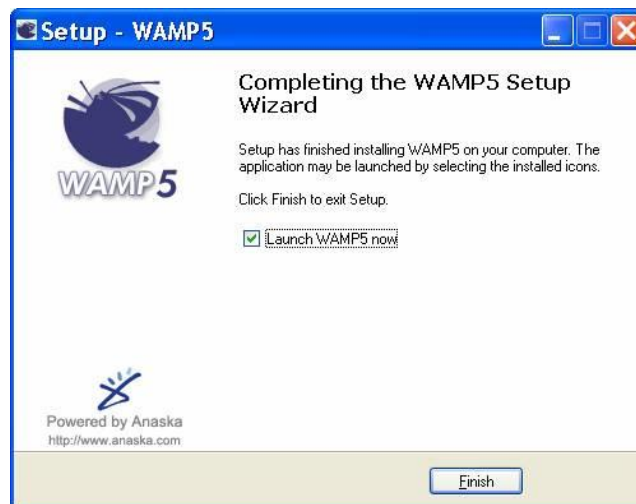 Setup - WAMP5
Completing the WAMP5 Setup
Wizard
Setup has finished installing WAMP5 on your computer. The
application may be launched by selecting the installed icons.
Click Finish to exit Setup.
Launch WAMP5 now
WAMP5
Powered by Anaska
http://www.anaska.com
Finish